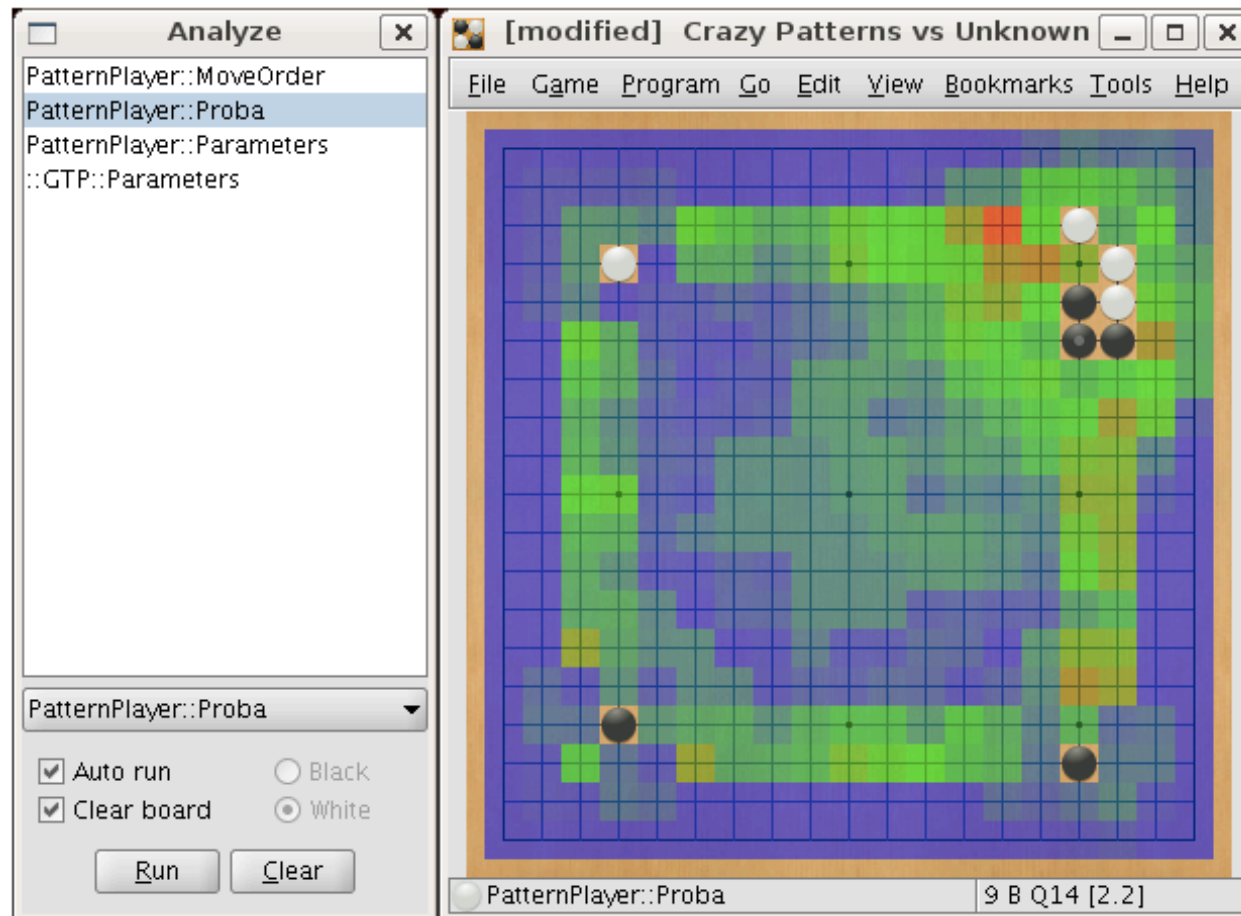 Analyze
PatternPlayer::MoveOrder
PatternPlayer::Proba
PatternPlayer::Parameters
::GTP::Parameters
PatternPlayer::Proba
Auto run
Black
Clear board
White
Run
Clear
[modified] Crazy Patterns vs Unknown
File Game Program Go Edit View Bookmarks Tools Help
PatternPlayer::Proba
9 B Q14 [2.2]